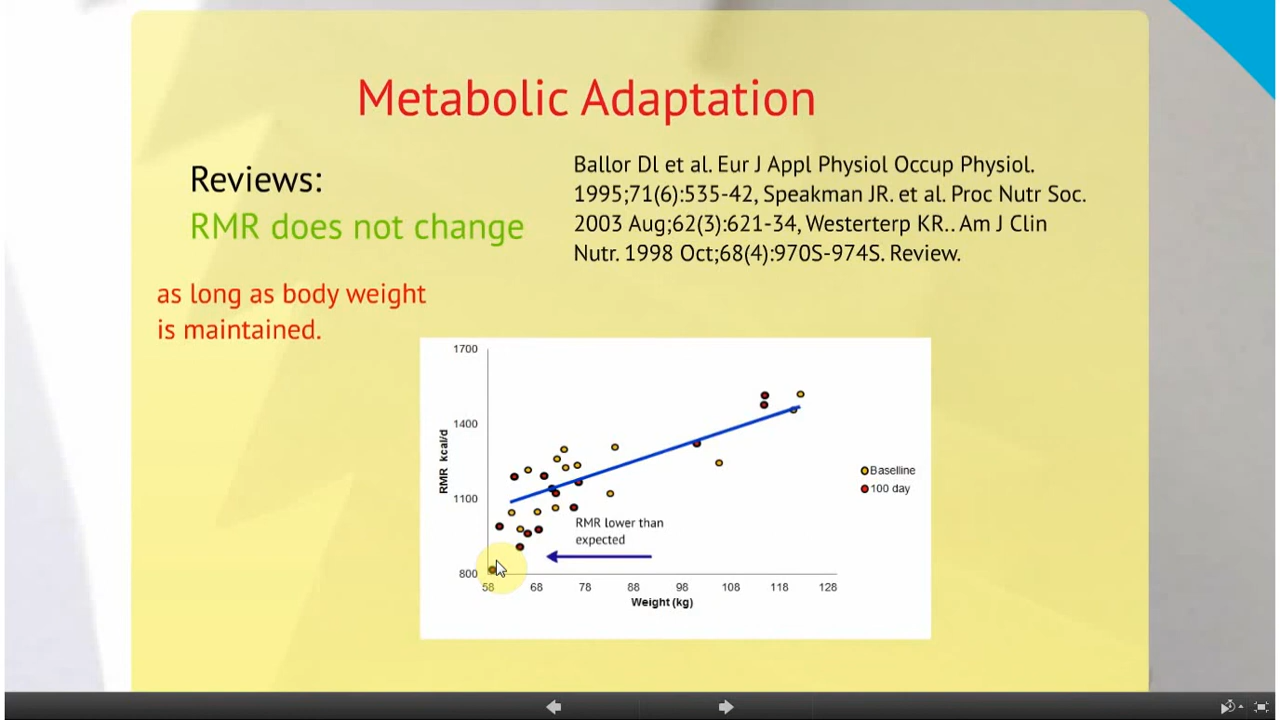 Metabolic Adaptation
Reviews:
RMR does not change
as long as body weight
is maintained.
Ballor Dl et al. Eur J Appl Physiol Occup Physiol.
1995;71(6):535-42, Speakman JR. et al. Proc Nutr Soc.
2003 Aug;62(3):621-34, Westerterp KR.. Am J Clin
Nutr. 1998 Oct;68(4):970S-974S. Review.
1700
1400
1100
800
RMR kcal/d
RMR lower than
expected
Baseline
100 day
58 68 78 88 98 108 118 128
Weight (kg)